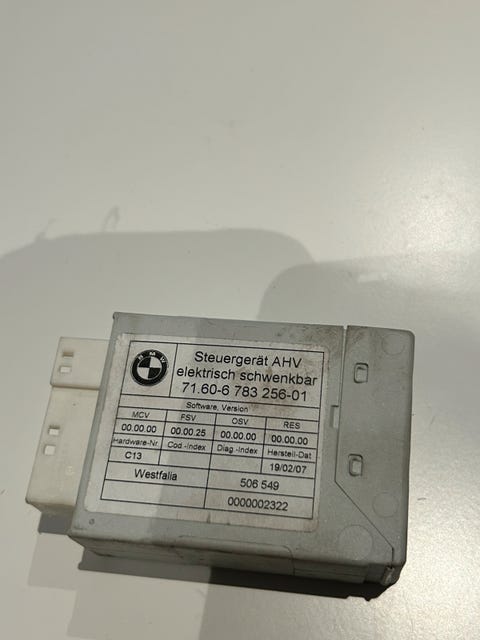 BMW
Steuergerät AHV
elektrisch schwenkbar
71.60-6 783 256-01
Software, Version
MCV FSV OSV RES
00.00.00 00.00.25 00.00.00 00.00.00
Hardware-Nr. Cod.-Index Diag.-Index Herstell-Dat
C13 19/02/07
Westfalia 506 549
0000002322